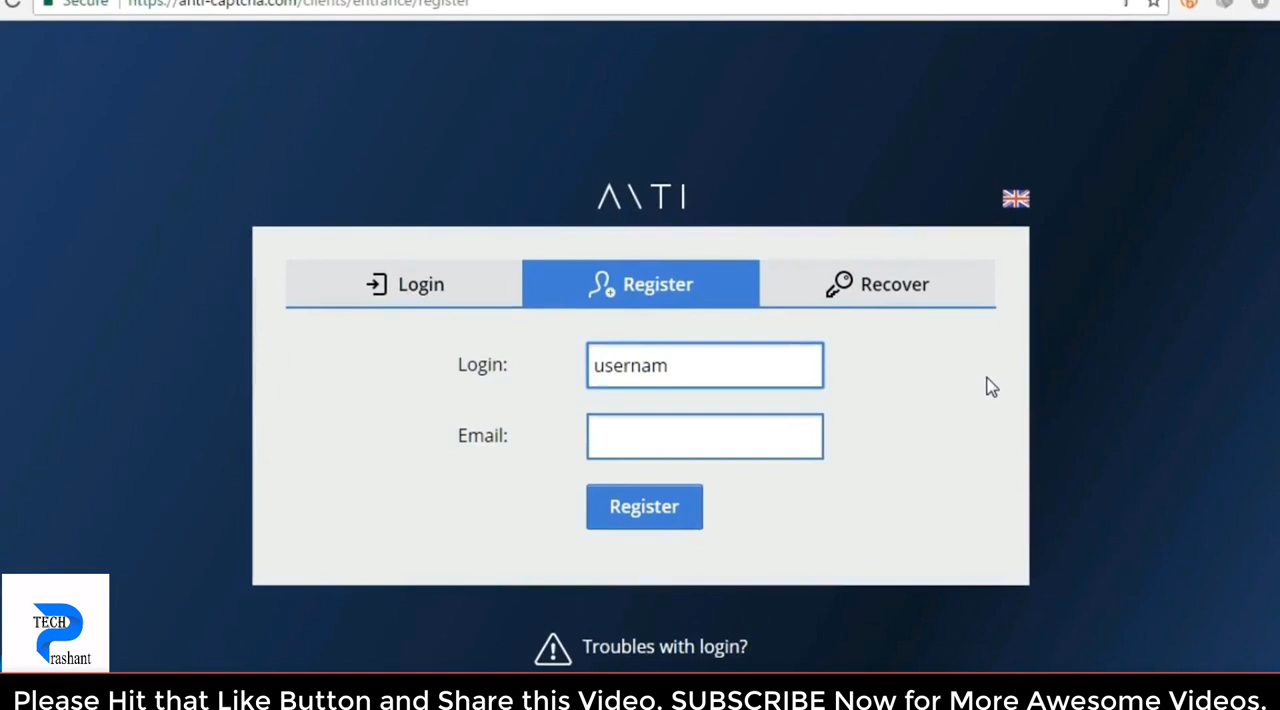 Secure https://anti-captcha.com/clients/entrance/register
ANTI
Login Register Recover
Login: usernam
Email:
Register
TECH
Prashant
Troubles with login?
Please Hit that Like Button and Share this Video. SUBSCRIBE Now for More Awesome Videos.